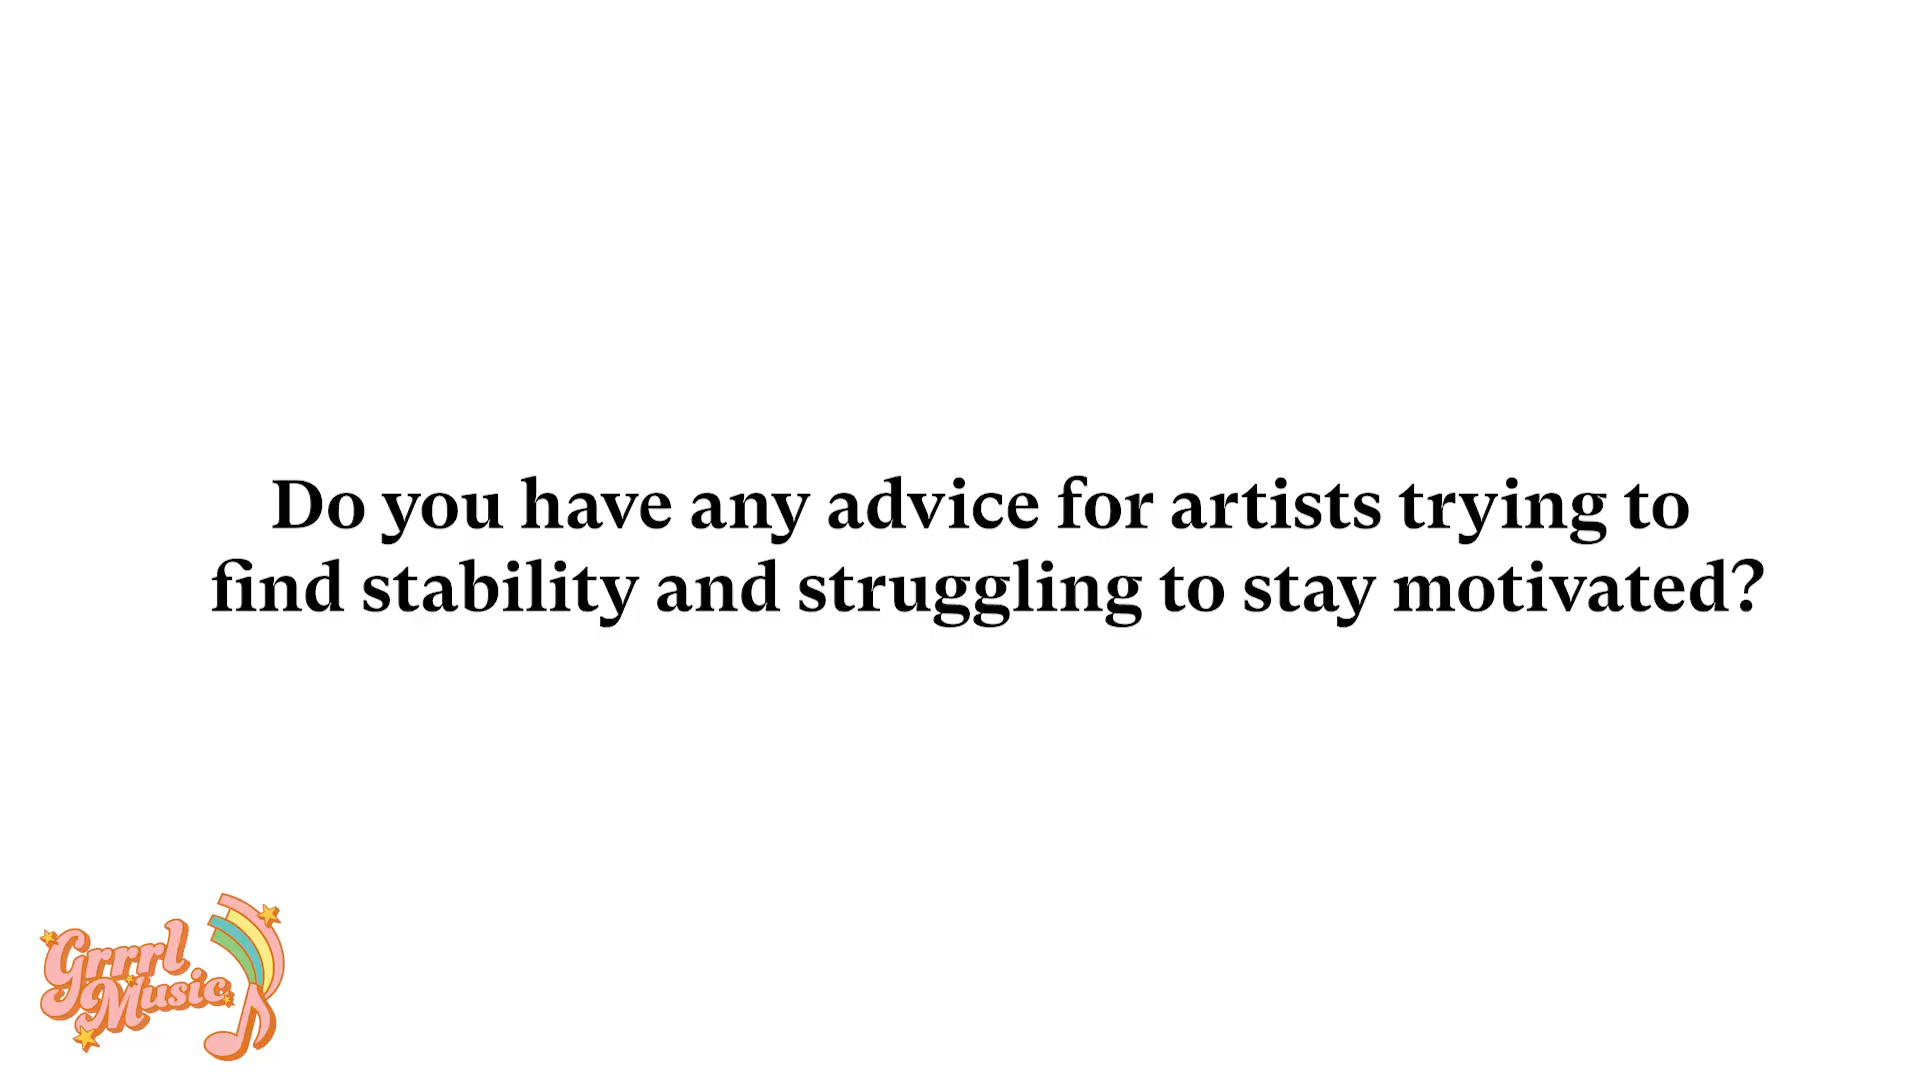 Do you have any advice for artists trying to
find stability and struggling to stay motivated?
Grrrl
Music